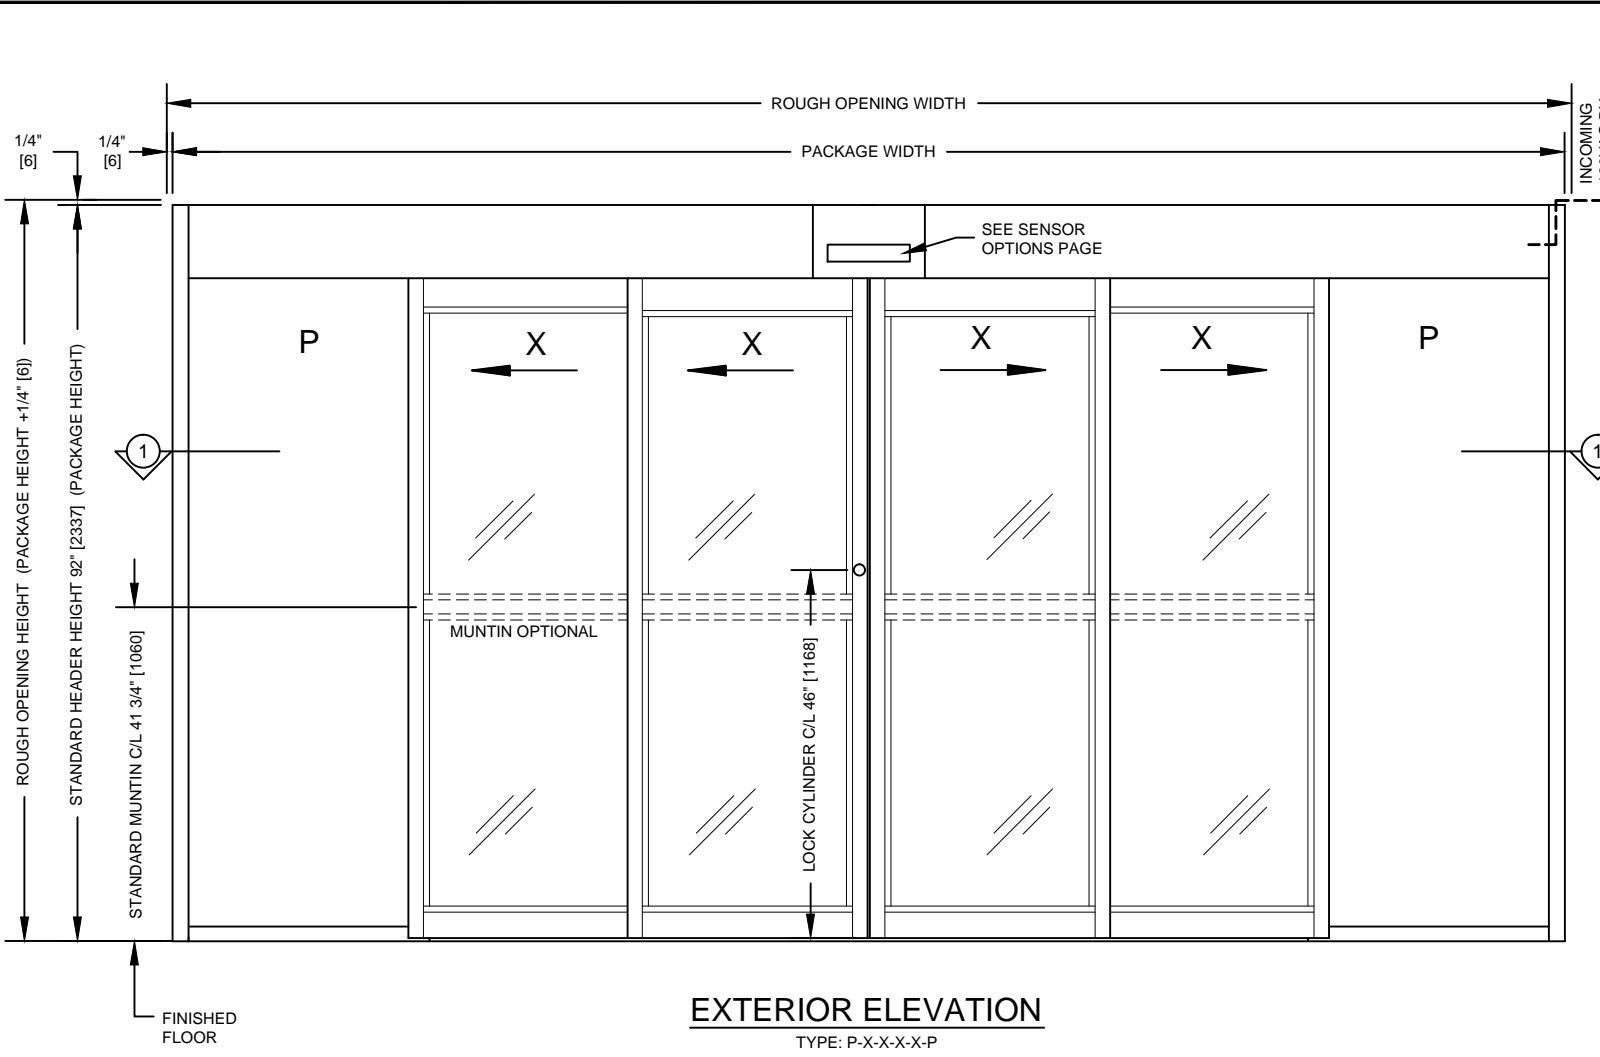 ROUGH OPENING WIDTH
PACKAGE WIDTH
1/4"
[6]
1/4"
[6]
INCOMING
SEE SENSOR
OPTIONS PAGE
P
X
X
X
X
P
1
1
ROUGH OPENING HEIGHT (PACKAGE HEIGHT +1/4" [6])
STANDARD HEADER HEIGHT 92" [2337] (PACKAGE HEIGHT)
STANDARD MUNTIN C/L 41 3/4" [1060]
MUNTIN OPTIONAL
LOCK CYLINDER C/L 46" [1168]
FINISHED
FLOOR
EXTERIOR ELEVATION
TYPE: P-X-X-X-X-P